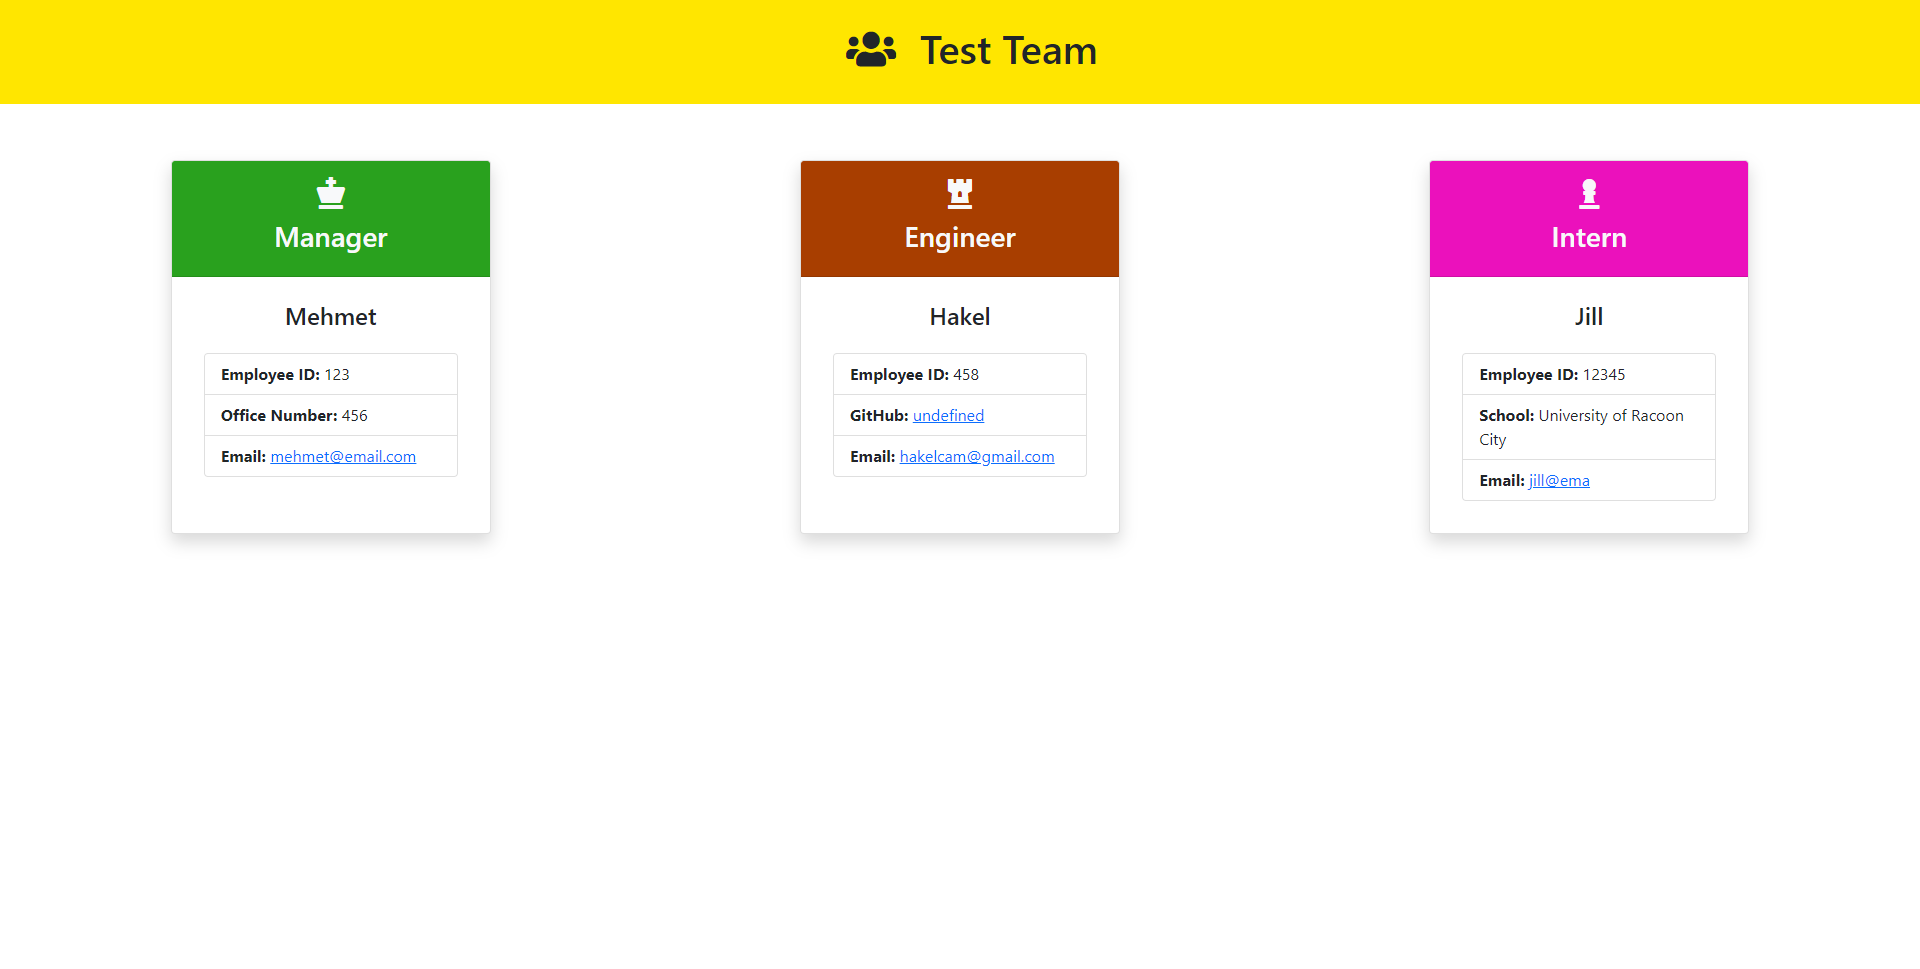 Test Team
Manager
Mehmet
Employee ID: 123
Office Number: 456
Email: mehmet@email.com
Engineer
Hakel
Employee ID: 458
GitHub: undefined
Email: hakelcam@gmail.com
Intern
Jill
Employee ID: 12345
School: University of Racoon
City
Email: jill@ema